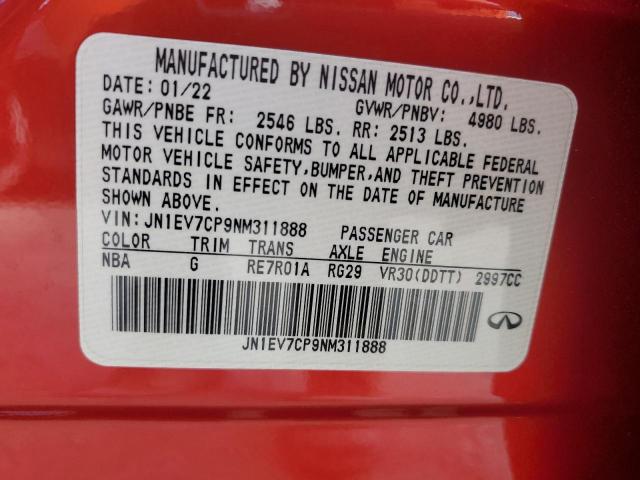 MANUFACTURED BY NISSAN MOTOR CO.,LTD.
DATE: 01/22 GVWR/PNBV: 4980 LBS.
GAWR/PNBE FR: 2546 LBS. RR: 2513 LBS.
THIS VEHICLE CONFORMS TO ALL APPLICABLE FEDERAL
MOTOR VEHICLE SAFETY,BUMPER,AND THEFT PREVENTION
STANDARDS IN EFFECT ON THE DATE OF MANUFACTURE
SHOWN ABOVE.
VIN: JN1EV7CP9NM311888 PASSENGER CAR
COLOR TRIM TRANS AXLE ENGINE
NBA G RE7R01A RG29 VR30(DDTT) 2997CC
JN1EV7CP9NM311888